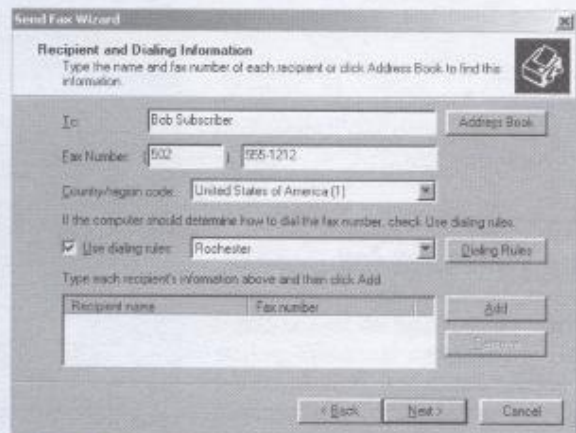 Send Fax Wizard
Recipient and Dialing Information
Type the name and fax number of each recipient or click Address Book to find this
information.
To: Bob Subscriber Address Book
Fax Number: (502 ) 555-1212
Country/region code: United States of America (1)
If the computer should determine how to dial the fax number, check Use dialing rules.
Use dialing rules: Rochester Dialing Rules
Type each recipient's information above and then click Add.
Recipient name Fax number Add
Remove
< Back Next > Cancel